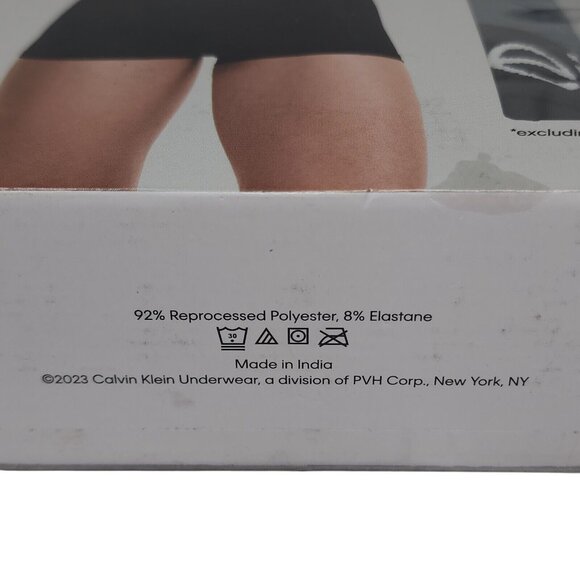 *excludin
92% Reprocessed Polyester, 8% Elastane
30
Made in India
©2023 Calvin Klein Underwear, a division of PVH Corp., New York, NY